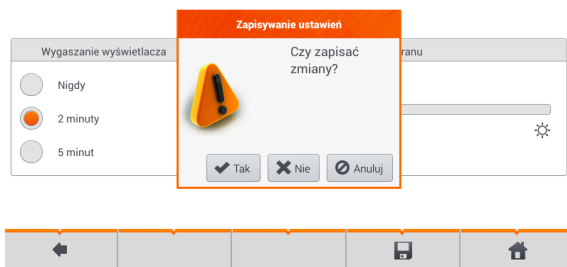 Zapisywanie ustawień
Wygaszanie wyświetlacza
Czy zapisać
zmiany?
ranu
Nigdy
2 minuty
5 minut
Tak
Nie
Anuluj